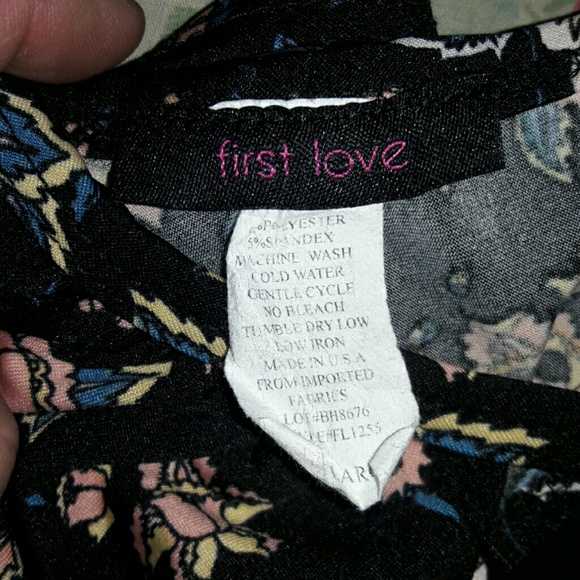 first love
POLYESTER
5%SPANDEX
MACHINE WASH
COLD WATER
GENTLE CYCLE
NO BLEACH
TUMBLE DRY LOW
LOW IRON
MADE IN U.S.A
FROM IMPORTED
FABRICS
LOT#BH8676
#FL1255